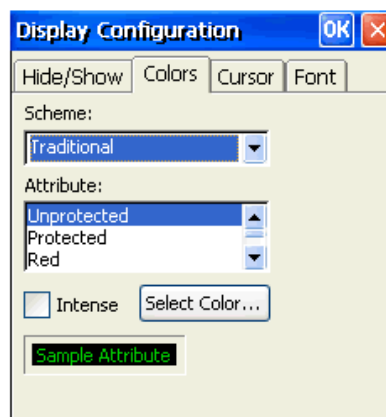 Display Configuration OK
Hide/Show Colors Cursor Font
Scheme:
Traditional
Attribute:
Unprotected
Protected
Red
Intense Select Color...
Sample Attribute